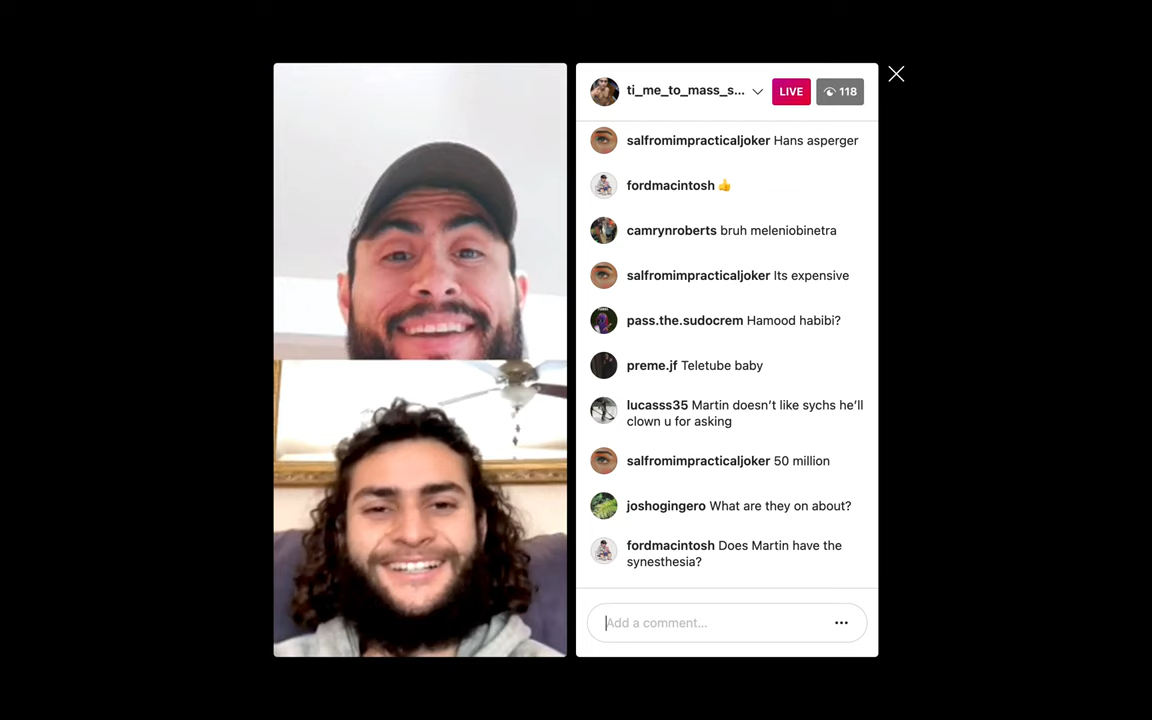 ti_me_to_mass_s...
LIVE
118
salfromimpracticaljoker Hans asperger
fordmacintosh 👍
camrynroberts bruh meleniobinetra
salfromimpracticaljoker Its expensive
pass.the.sudocrem Hamood habibi?
preme.jf Teletube baby
lucasss35 Martin doesn’t like sychs he’ll
clown u for asking
salfromimpracticaljoker 50 million
joshogingero What are they on about?
fordmacintosh Does Martin have the
synesthesia?
Add a comment...